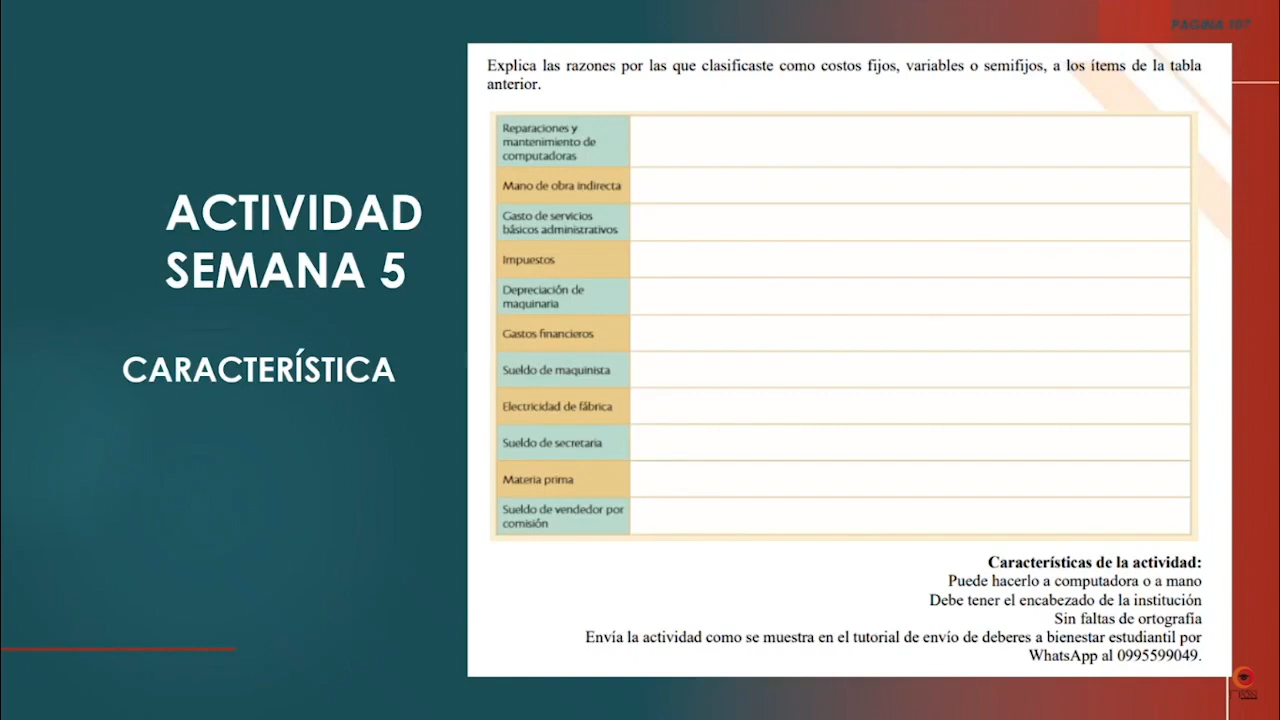 PAGINA 107
Explica las razones por las que clasificaste como costos fijos, variables o semifijos, a los ítems de la tabla
anterior.
ACTIVIDAD
SEMANA 5
CARACTERÍSTICA
Reparaciones y
mantenimiento de
computadoras
Mano de obra indirecta
Gasto de servicios
básicos administrativos
Impuestos
Depreciación de
maquinaria
Gastos financieros
Sueldo de maquinista
Electricidad de fábrica
Sueldo de secretaria
Materia prima
Sueldo de vendedor por
comisión
Características de la actividad:
Puede hacerlo a computadora o a mano
Debe tener el encabezado de la institución
Sin faltas de ortografía
Envía la actividad como se muestra en el tutorial de envío de deberes a bienestar estudiantil por
WhatsApp al 0995599049.